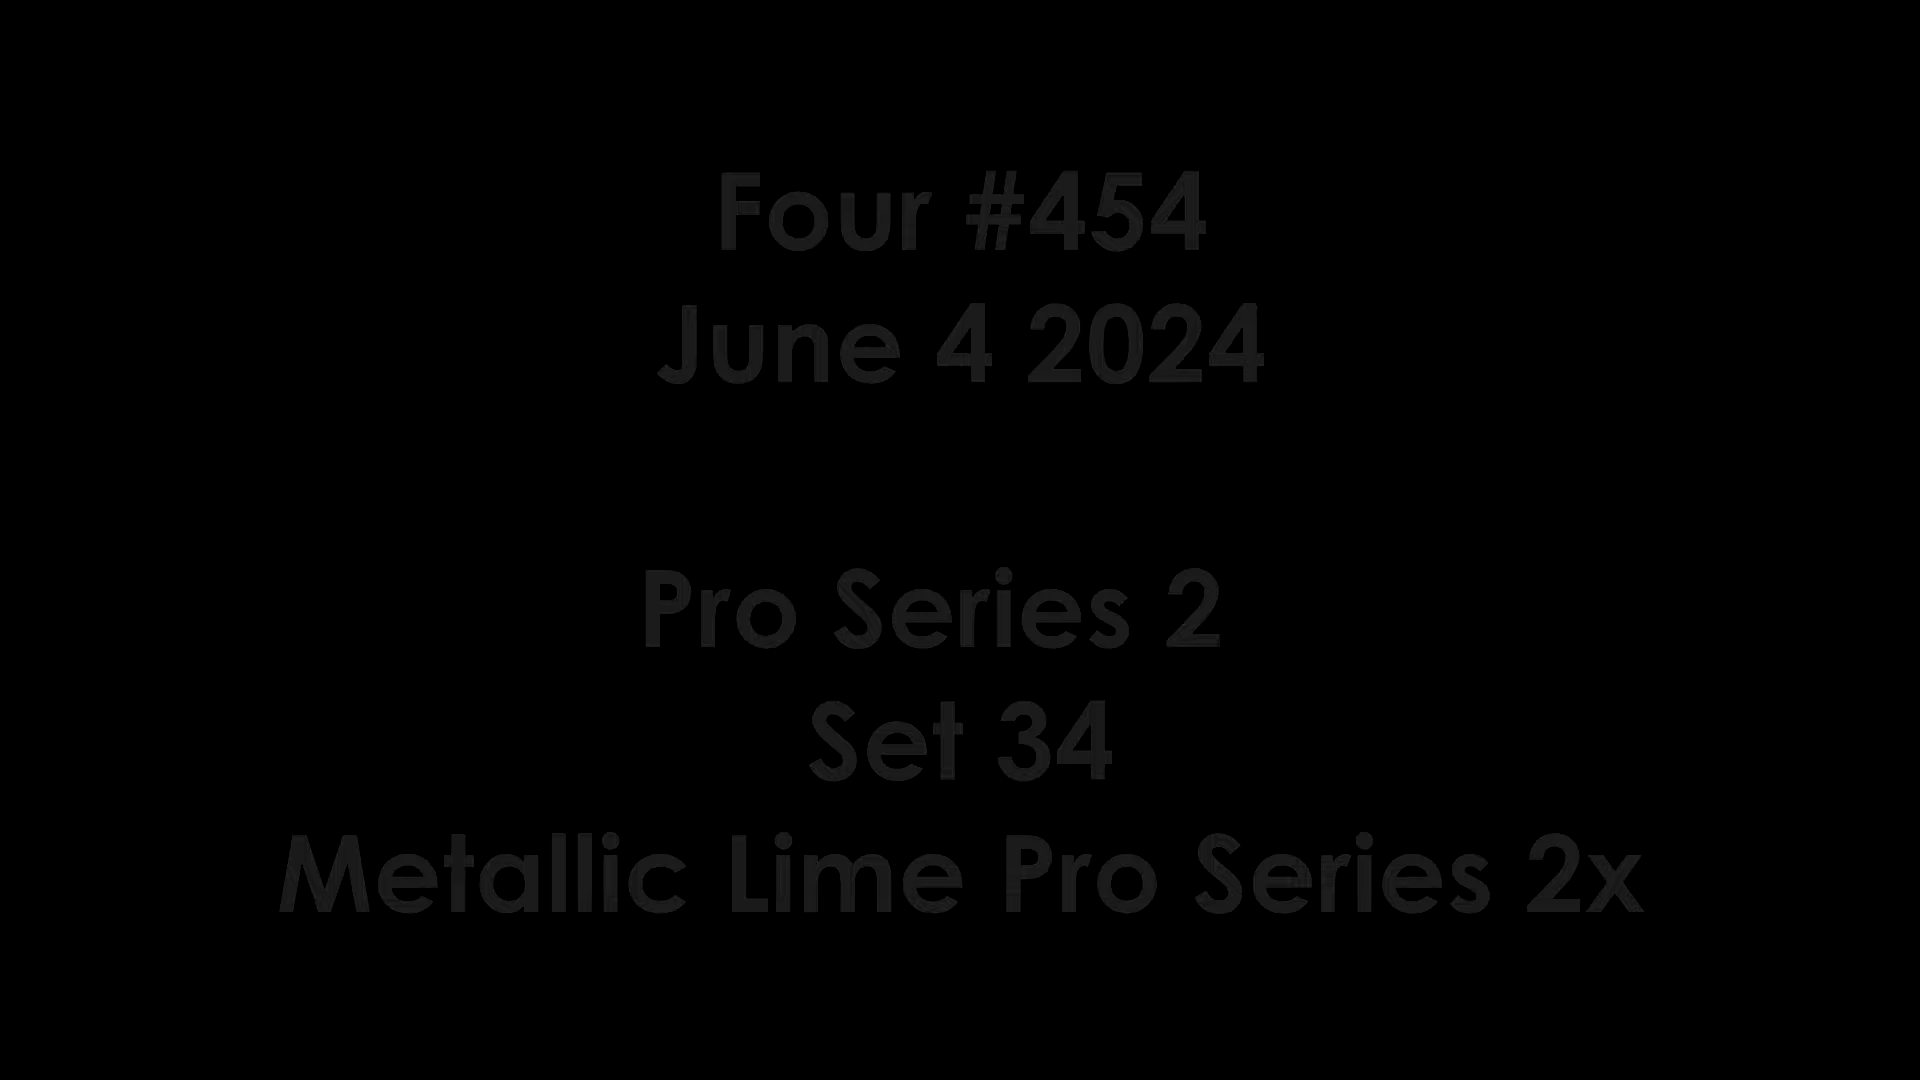 Four #454
June 4 2024
Pro Series 2
Set 34
Metallic Lime Pro Series 2x